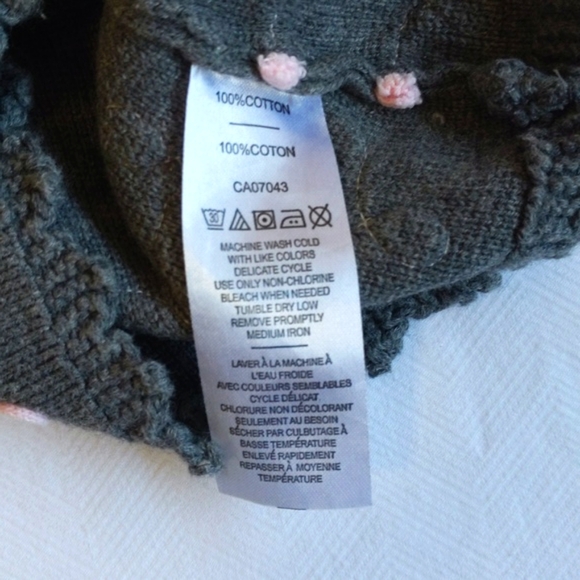 100%COTTON
100%COTON
CA07043
30
MACHINE WASH COLD
WITH LIKE COLORS
DELICATE CYCLE
USE ONLY NON-CHLORINE
BLEACH WHEN NEEDED
TUMBLE DRY LOW
REMOVE PROMPTLY
MEDIUM IRON
LAVER À LA MACHINE À
L'EAU FROIDE
AVEC COULEURS SEMBLABLES
CYCLE DÉLICAT
CHLORURE NON DÉCOLORANT
SEULEMENT AU BESOIN
SÉCHER PAR CULBUTAGE À
BASSE TEMPÉRATURE
ENLEVÉ RAPIDEMENT
REPASSER À MOYENNE
TEMPÉRATURE